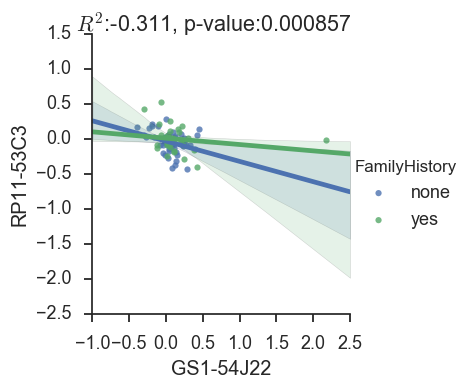 R²:-0.311, p-value:0.000857
1.5
1.0
0.5
0.0
−0.5
−1.0
−1.5
−2.0
−2.5
RP11-53C3
−1.0 −0.5 0.0 0.5 1.0 1.5 2.0 2.5
GS1-54J22
FamilyHistory
none
yes